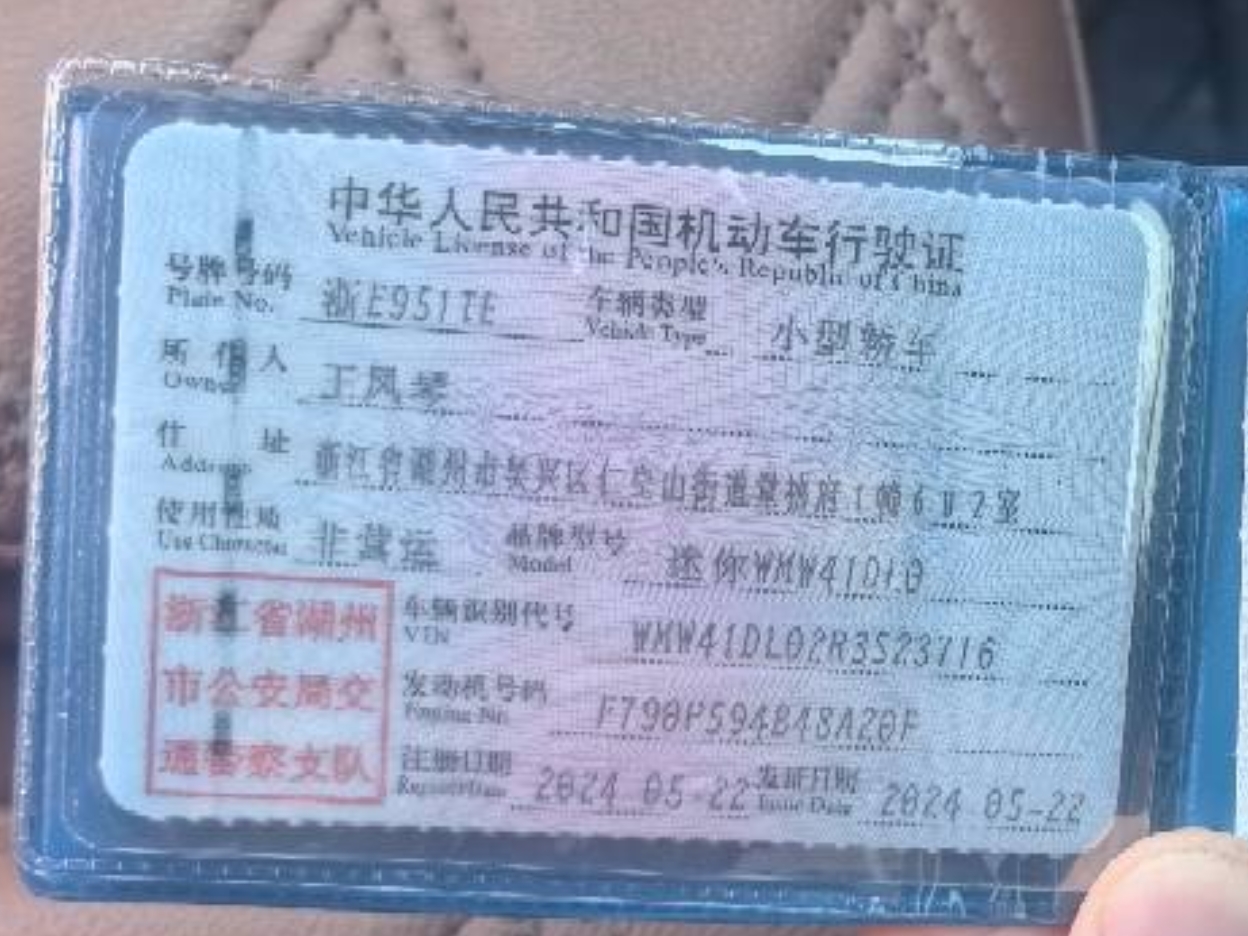 中华人民共和国机动车行驶证
Vehicle License of the People's Republic of China
号牌号码 浙E951TE 车辆类型 小型轿车
Plate No. Vehicle Type
所有人 王凤琴
Owner
住址 浙江省湖州市吴兴区仁皇山街道
Address
使用性质 非营运 品牌型号 迷你WMW41DL0
Use Character Model
浙江省湖州
市公安局交
通警察支队
车辆识别代号 WMW41DL02R3S23716
VIN
发动机号码
Engine No.
注册日期 2024-05-22 发证日期 2024-05-22
Register Date Issue Date